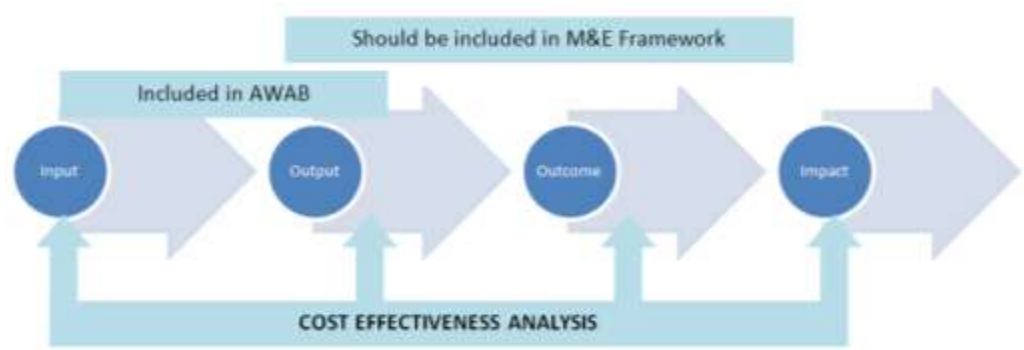 Should be included in M&E Framework
Included in AWAB
Input
Output
Outcome
Impact
COST EFFECTIVENESS ANALYSIS